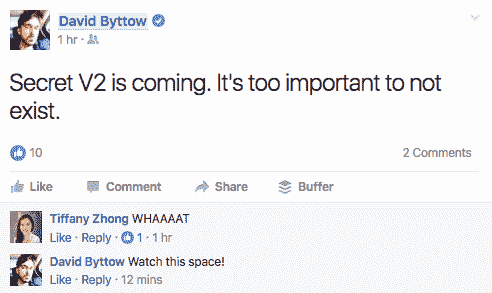 David Byttow
1 hr ·
Secret V2 is coming. It's too important to not
exist.
10
2 Comments
Like Comment Share Buffer
Tiffany Zhong WHAAAAT
Like · Reply · 1 · 1 hr
David Byttow Watch this space!
Like · Reply · 12 mins